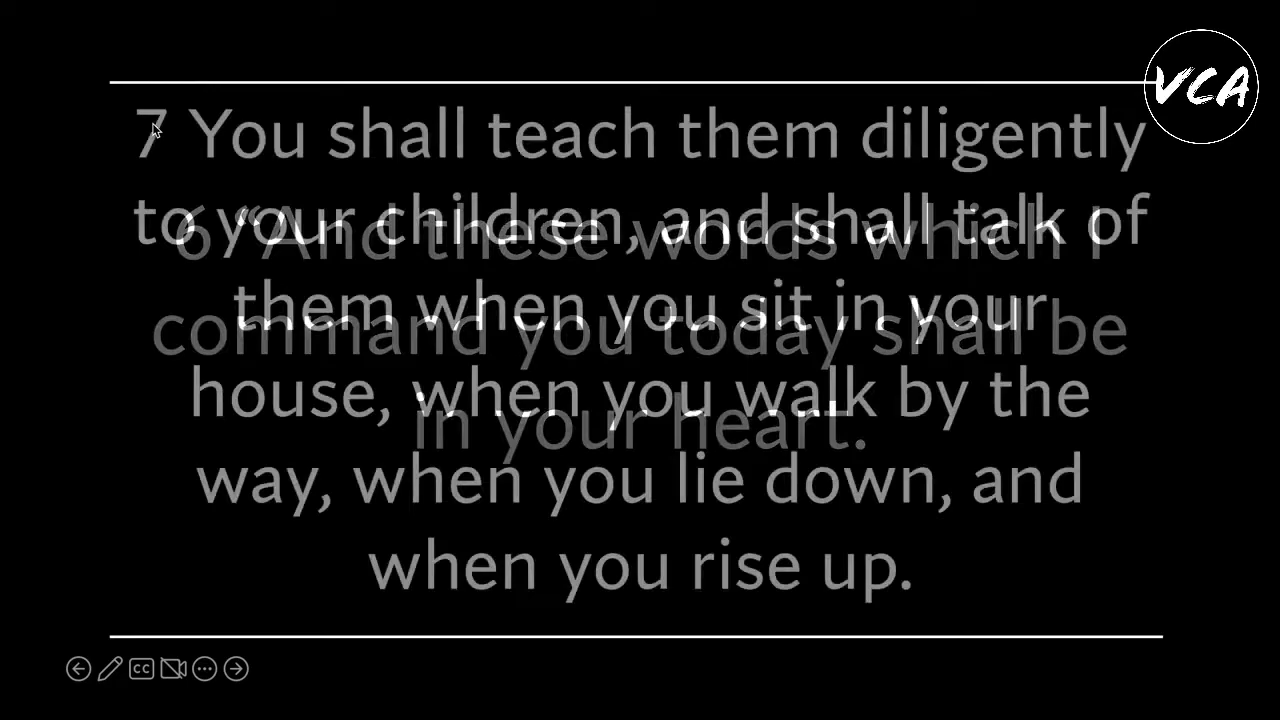 VCA
7 You shall teach them diligently
to your children, and shall talk of
them when you sit in your
house, when you walk by the
way, when you lie down, and
when you rise up.
6 “And these words which I
command you today shall be
in your heart.
CC